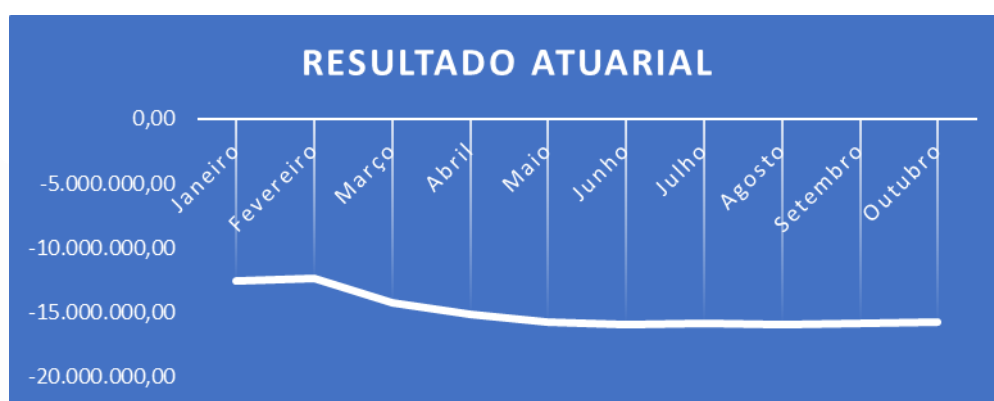 RESULTADO ATUARIAL
0,00
-5.000.000,00
-10.000.000,00
-15.000.000,00
-20.000.000,00
Janeiro
Fevereiro
Março
Abril
Maio
Junho
Julho
Agosto
Setembro
Outubro